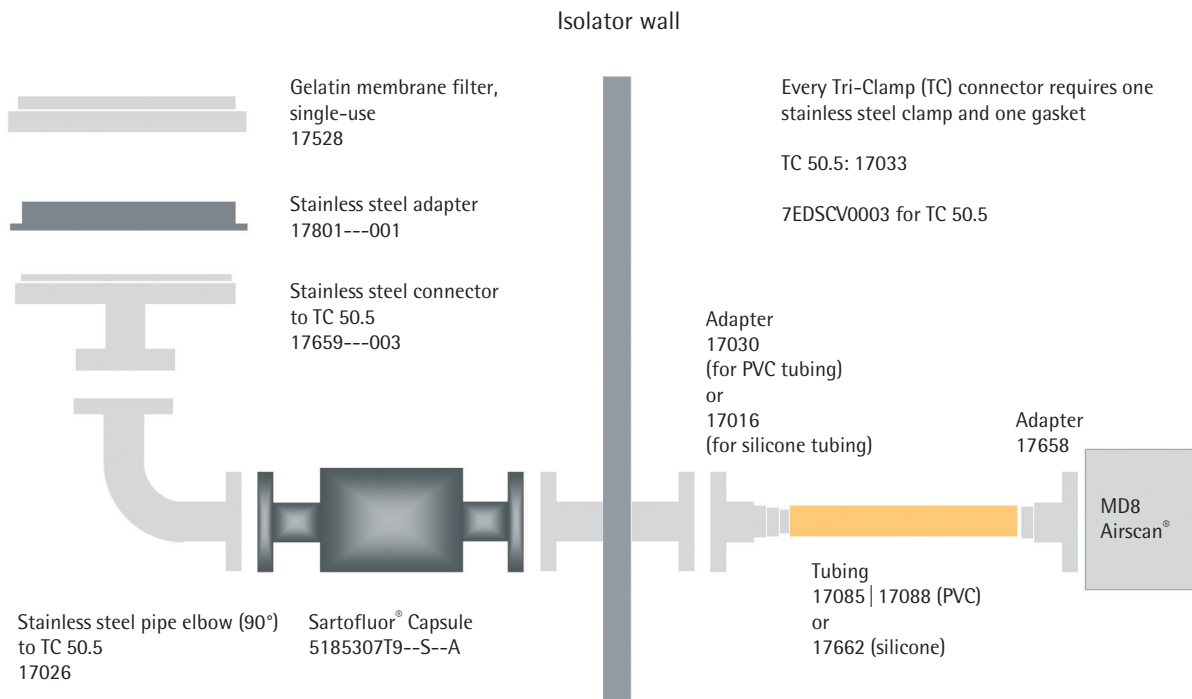 Isolator wall
Gelatin membrane filter,
single-use
17528
Stainless steel adapter
17801---001
Stainless steel connector
to TC 50.5
17659---003
Every Tri-Clamp (TC) connector requires one
stainless steel clamp and one gasket
TC 50.5: 17033
7EDSCV0003 for TC 50.5
Adapter
17030
(for PVC tubing)
or
17016
(for silicone tubing)
Adapter
17658
MD8
Airscan®
Tubing
17085 | 17088 (PVC)
or
17662 (silicone)
Stainless steel pipe elbow (90°)
to TC 50.5
17026
Sartofluor® Capsule
5185307T9--S--A